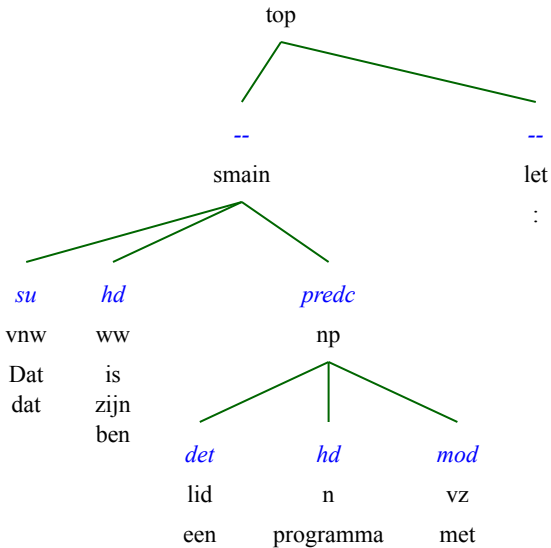 top
-- --
smain let
:
su hd predc
vnw ww np
Dat is
dat zijn
ben
det hd mod
lid n vz
een programma met